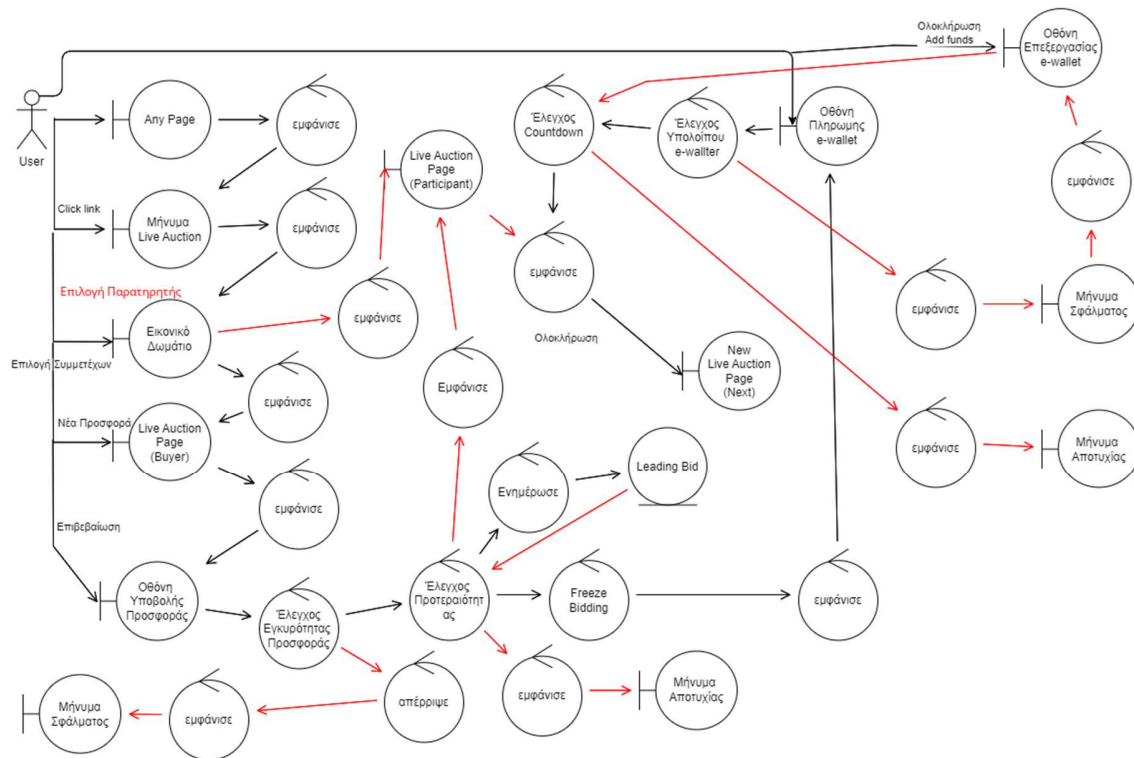 Ολοκλήρωση
Add funds
Οθόνη
Επεξεργασίας
e-wallet
User
Any Page
εμφάνισε
Έλεγχος
Countdown
Έλεγχος
Υπολοίπου
e-wallter
Οθόνη
Πληρωμης
e-wallet
Live Auction
Page
(Participant)
εμφάνισε
Click link
Μήνυμα
Live Auction
εμφάνισε
εμφάνισε
Επιλογή Παρατηρητής
Εικονικό
Δωμάτιο
εμφάνισε
Ολοκλήρωση
εμφάνισε
Μήνυμα
Σφάλματος
Επιλογή Συμμετέχων
εμφάνισε
Εμφάνισε
New
Live Auction
Page
(Next)
Νέα Προσφορά
Live Auction
Page
(Buyer)
εμφάνισε
Μήνυμα
Αποτυχίας
Leading Bid
Ενημέρωσε
εμφάνισε
Επιβεβαίωση
Οθόνη
Υποβολής
Προσφοράς
Έλεγχος
Εγκυρότητας
Προσφοράς
Έλεγχος
Προτεραιότητ
ας
Freeze
Bidding
εμφάνισε
Μήνυμα
Σφάλματος
εμφάνισε
απέρριψε
εμφάνισε
Μήνυμα
Αποτυχίας